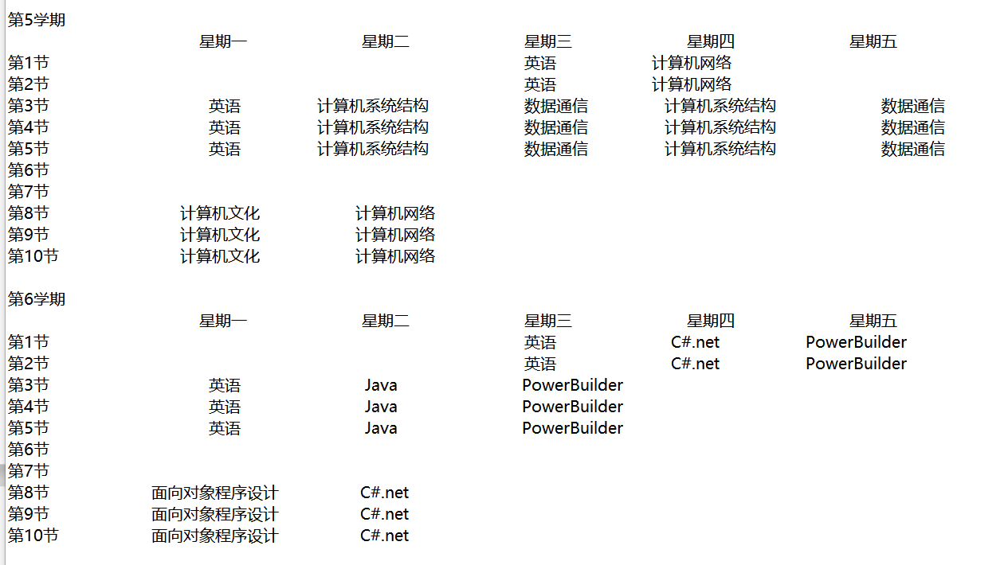 第5学期
星期一 星期二 星期三 星期四 星期五
第1节 英语 计算机网络
第2节 英语 计算机网络
第3节 英语 计算机系统结构 数据通信 计算机系统结构 数据通信
第4节 英语 计算机系统结构 数据通信 计算机系统结构 数据通信
第5节 英语 计算机系统结构 数据通信 计算机系统结构 数据通信
第6节
第7节
第8节 计算机文化 计算机网络
第9节 计算机文化 计算机网络
第10节 计算机文化 计算机网络
第6学期
星期一 星期二 星期三 星期四 星期五
第1节 英语 C#.net PowerBuilder
第2节 英语 C#.net PowerBuilder
第3节 英语 Java PowerBuilder
第4节 英语 Java PowerBuilder
第5节 英语 Java PowerBuilder
第6节
第7节
第8节 面向对象程序设计 C#.net
第9节 面向对象程序设计 C#.net
第10节 面向对象程序设计 C#.net